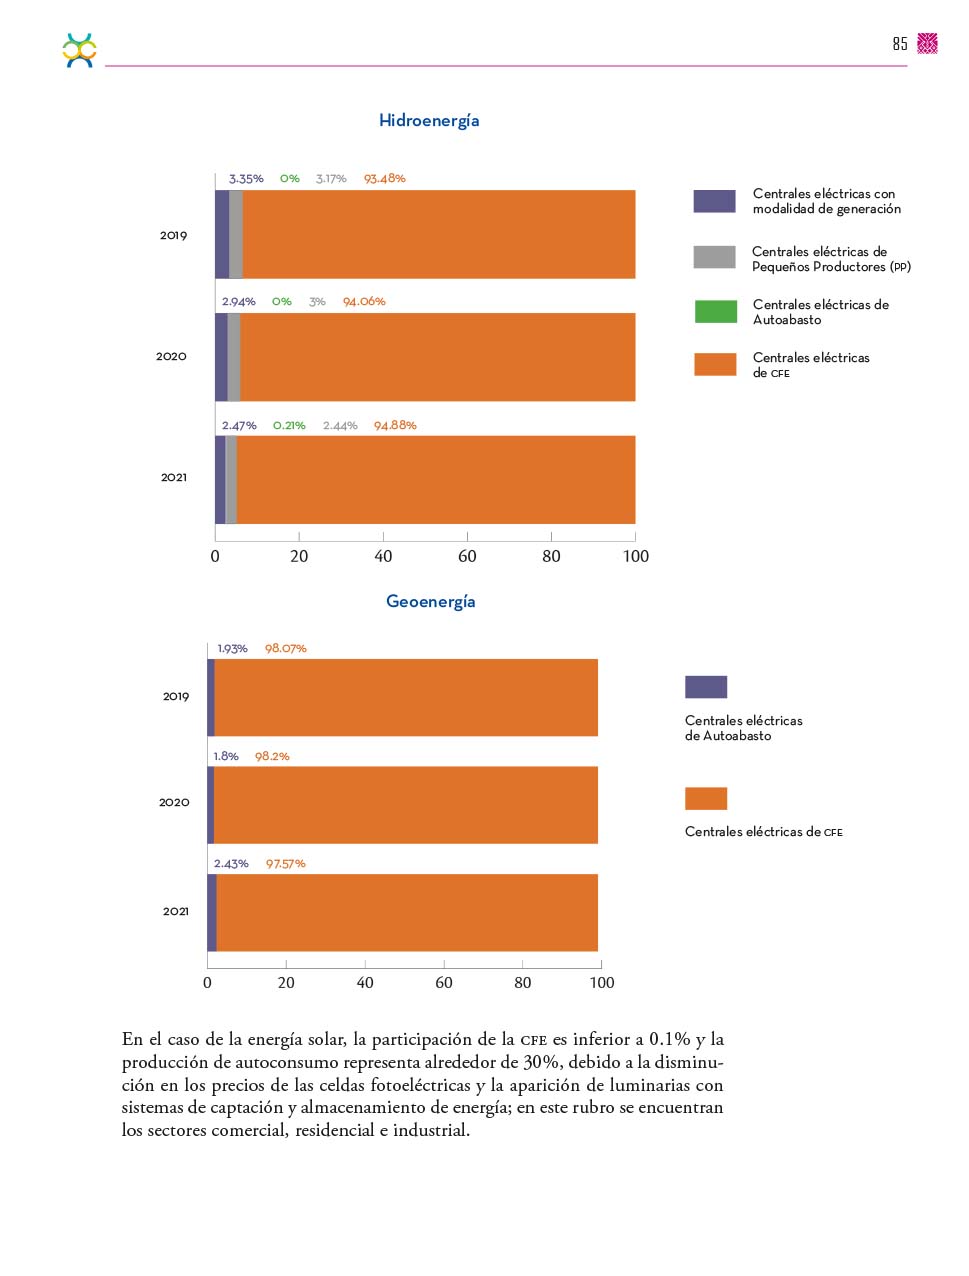 85
Hidroenergía
3.35% 0% 3.17% 93.48%
2019
2.94% 0% 3% 94.06%
2020
2.47% 0.21% 2.44% 94.88%
2021
0 20 40 60 80 100
Centrales eléctricas con
modalidad de generación
Centrales eléctricas de
Pequeños Productores (PP)
Centrales eléctricas de
Autoabasto
Centrales eléctricas
de CFE
Geoenergía
1.93% 98.07%
2019
1.8% 98.2%
2020
2.43% 97.57%
2021
0 20 40 60 80 100
Centrales eléctricas
de Autoabasto
Centrales eléctricas de CFE
En el caso de la energía solar, la participación de la CFE es inferior a 0.1% y la
producción de autoconsumo representa alrededor de 30%, debido a la disminu-
ción en los precios de las celdas fotoeléctricas y la aparición de luminarias con
sistemas de captación y almacenamiento de energía; en este rubro se encuentran
los sectores comercial, residencial e industrial.